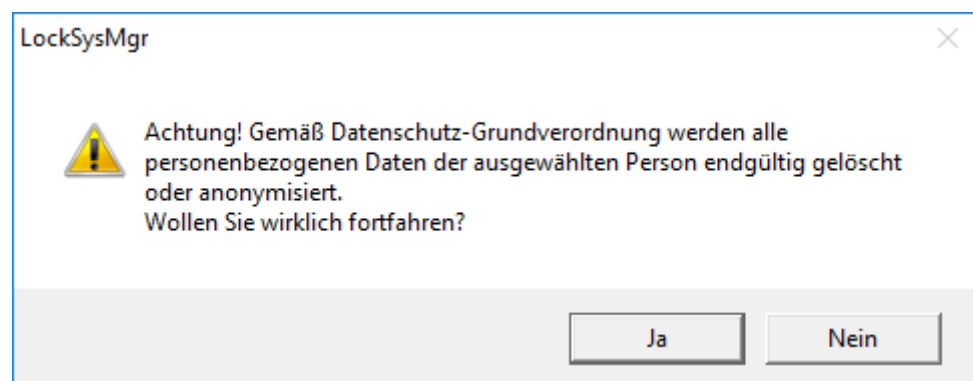 LockSysMgr
Achtung! Gemäß Datenschutz-Grundverordnung werden alle
personenbezogenen Daten der ausgewählten Person endgültig gelöscht
oder anonymisiert.
Wollen Sie wirklich fortfahren?
Ja
Nein